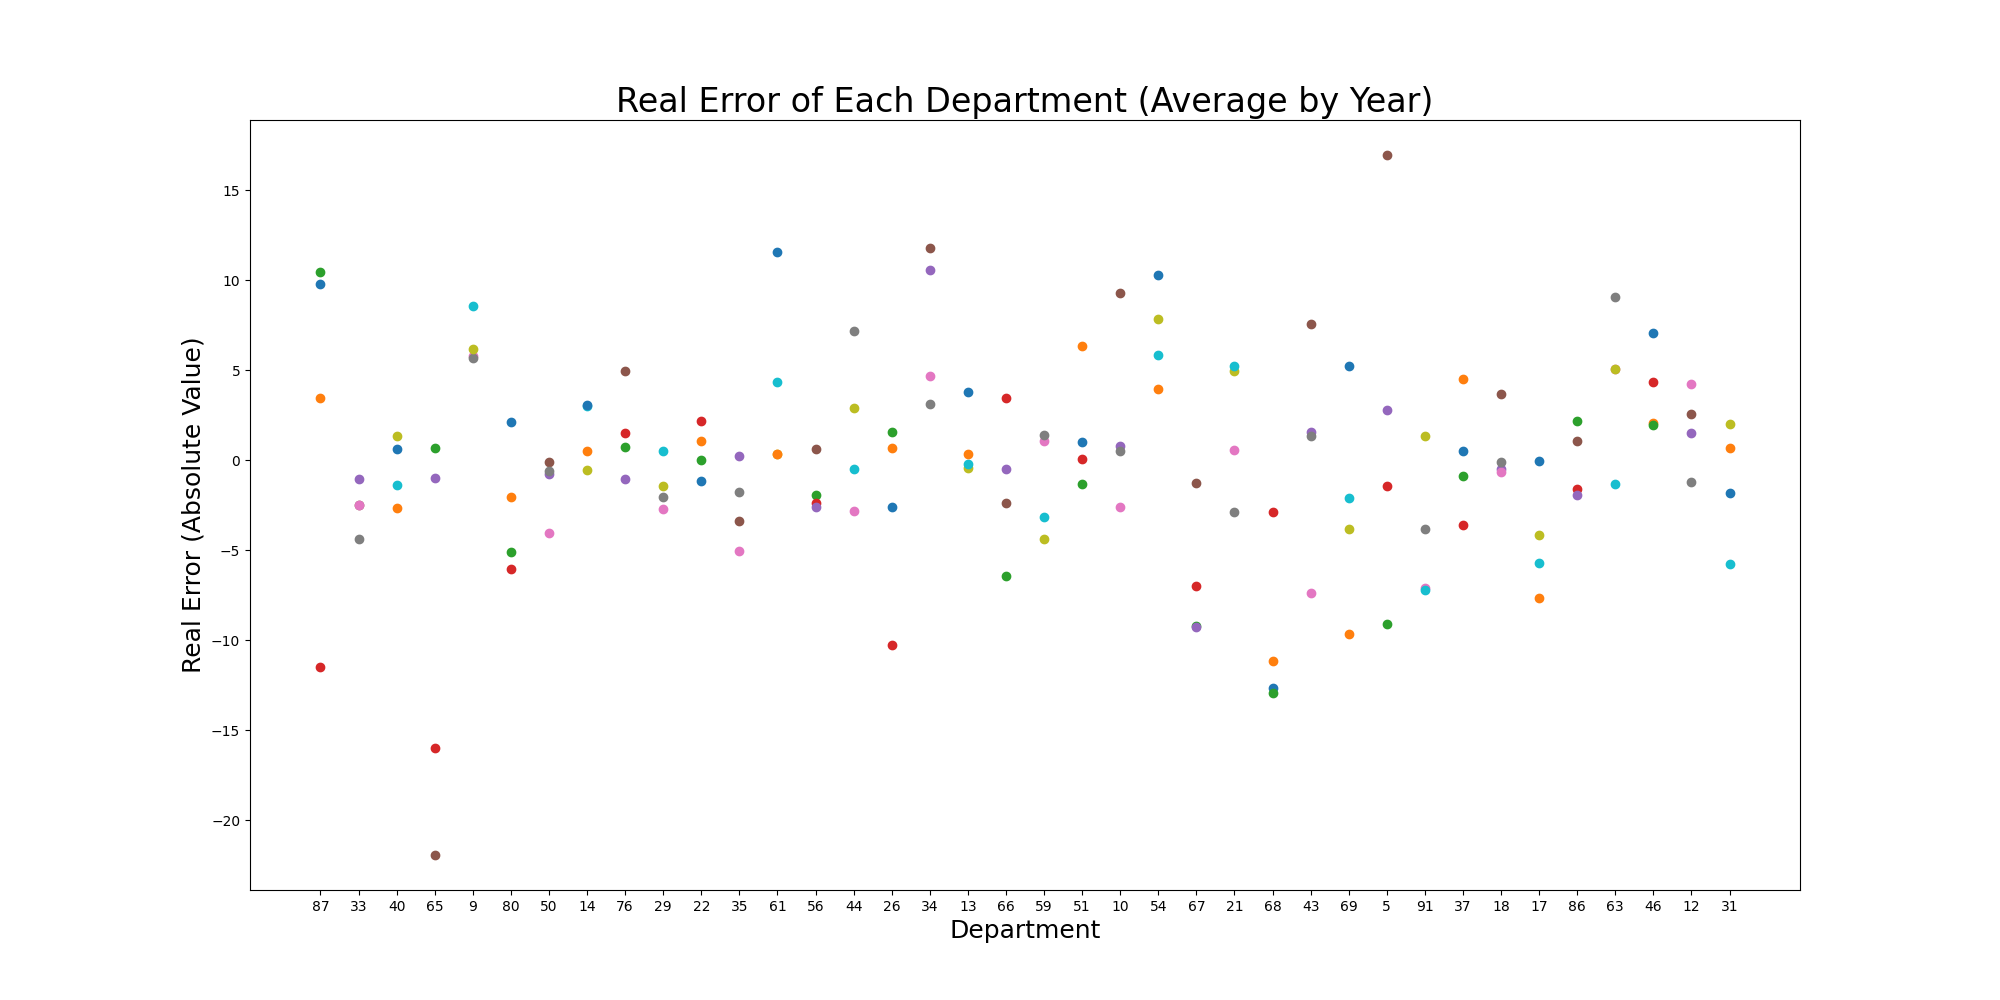 Real Error of Each Department (Average by Year)
Real Error (Absolute Value)
15
10
5
0
−5
−10
−15
−20
87 33 40 65 9 80 50 14 76 29 22 35 61 56 44 26 34 13 66 59 51 10 54 67 21 68 43 69 5 91 37 18 17 86 63 46 12 31
Department